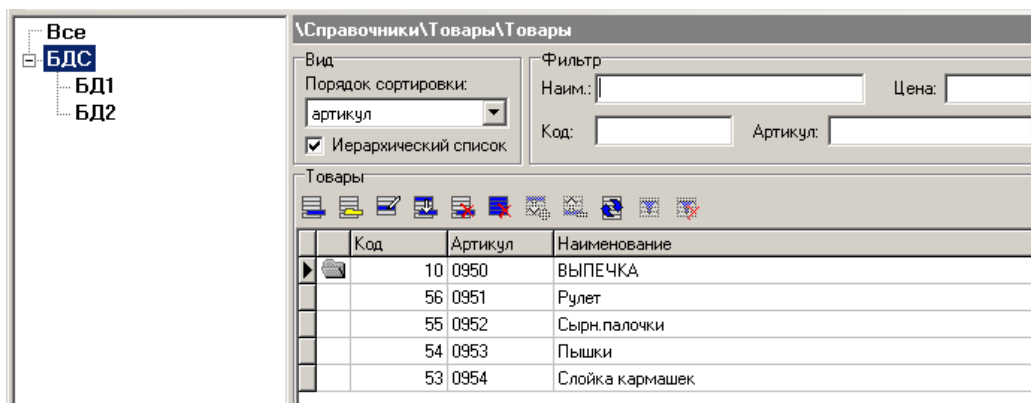 Все
БДС
БД1
БД2
\Справочники\Товары\Товары
Вид
Порядок сортировки:
артикул
Иерархический список
Фильтр
Наим.:
Цена:
Код:
Артикул:
Товары
Код Артикул Наименование
10 0950 ВЫПЕЧКА
56 0951 Рулет
55 0952 Сырн.палочки
54 0953 Пышки
53 0954 Слойка кармашек